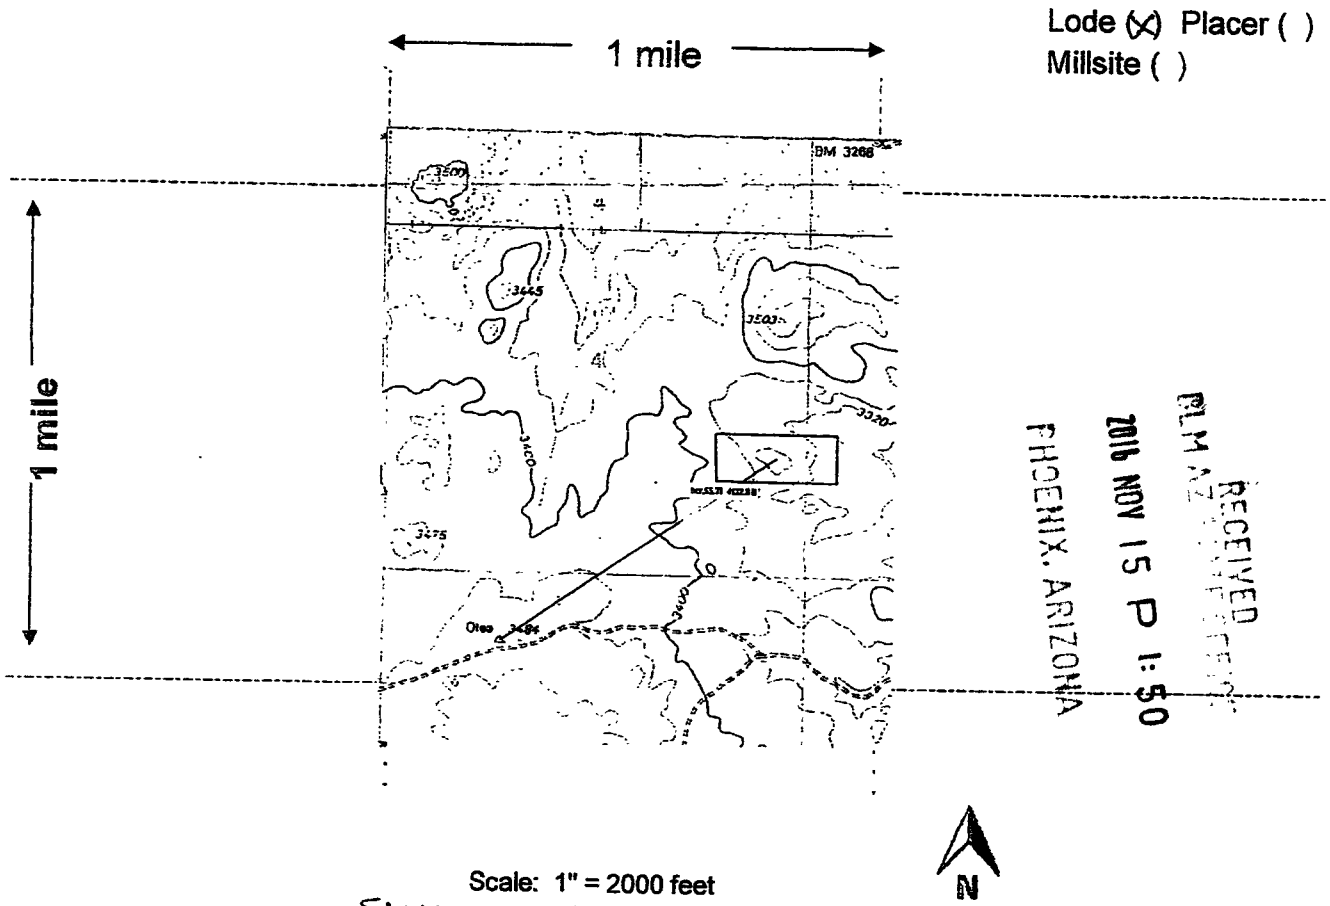 Lode (X) Placer ( )
Millsite ( )
1 mile
BM 3268
3500
3445
3503
1 mile
3400
3320
3475
3400
3484
RECEIVED
BLM AZ
2016 NOV 15 P 1:50
PHOENIX, ARIZONA
Scale: 1" = 2000 feet
N